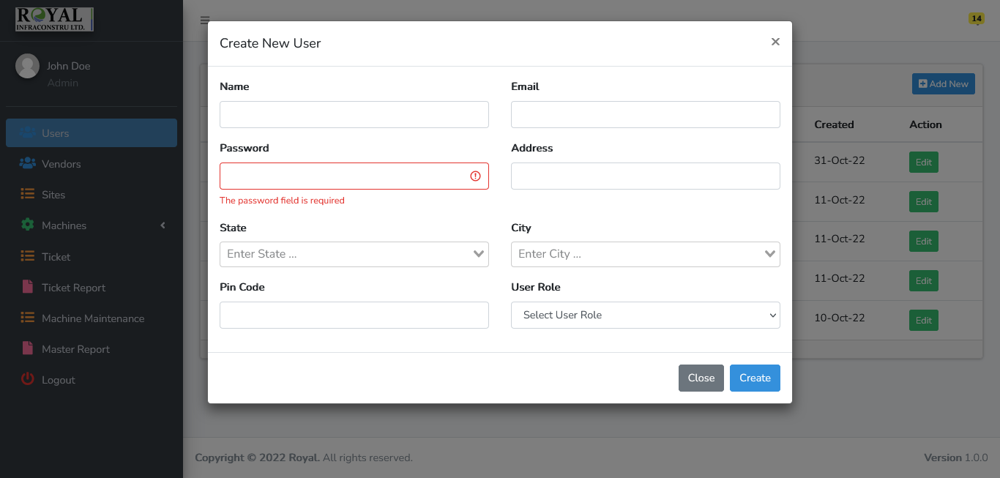 ROYAL
INFRACONSTRU LTD.
14
John Doe
Admin
Users
Vendors
Sites
Machines
Ticket
Ticket Report
Machine Maintenance
Master Report
Logout
Create New User
×
Name
Email
Password
Address
The password field is required
State
City
Enter State ...
Enter City ...
Pin Code
User Role
Select User Role
Close
Create
Add New
Created Action
31-Oct-22 Edit
11-Oct-22 Edit
11-Oct-22 Edit
11-Oct-22 Edit
10-Oct-22 Edit
Copyright © 2022 Royal. All rights reserved.
Version 1.0.0